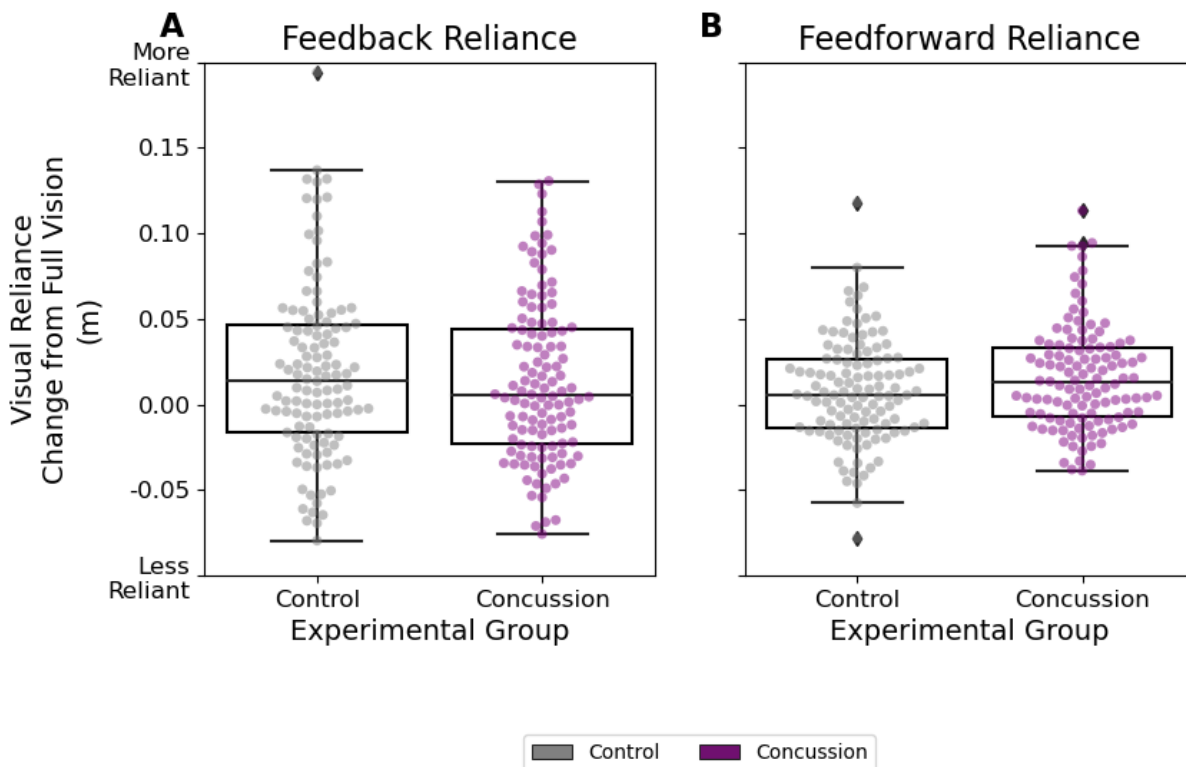 A
Feedback Reliance
B
Feedforward Reliance
More
Reliant
0.15
0.10
0.05
0.00
-0.05
Less
Reliant
Visual Reliance
Change from Full Vision
(m)
Control
Concussion
Experimental Group
Control
Concussion
Experimental Group
Control
Concussion